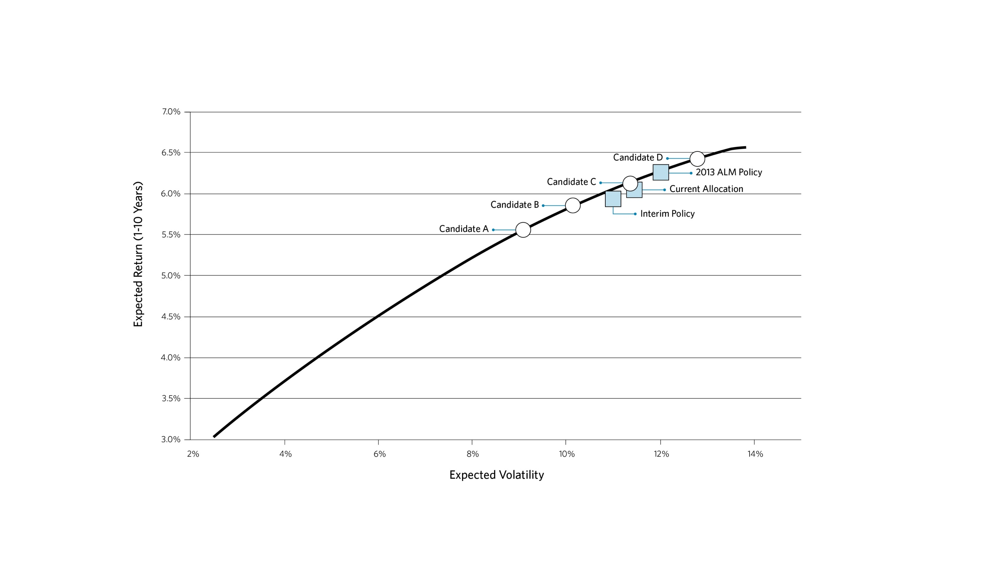 7.0%
6.5%
6.0%
5.5%
5.0%
4.5%
4.0%
3.5%
3.0%
Expected Return (1-10 Years)
Candidate D
2013 ALM Policy
Candidate C
Current Allocation
Candidate B
Interim Policy
Candidate A
2%
4%
6%
8%
10%
12%
14%
Expected Volatility